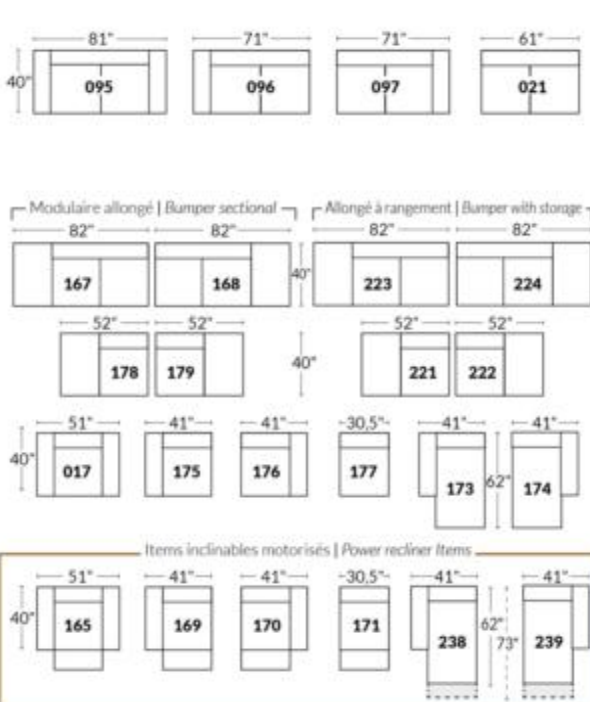 81" 71" 71" 61"
40" 095 096 097 021
Modulaire allongé | Bumper sectional Allongé à rangement | Bumper with storage
82" 82" 82" 82"
167 168 40" 223 224
52" 52" 52" 52"
178 179 40" 221 222
51" 41" 41" 30,5" 41" 41"
40" 017 175 176 177 173 62" 174
Items inclinables motorisés | Power recliner Items
51" 41" 41" 30,5" 41" 41"
40" 165 169 170 171 238 62" 73" 239